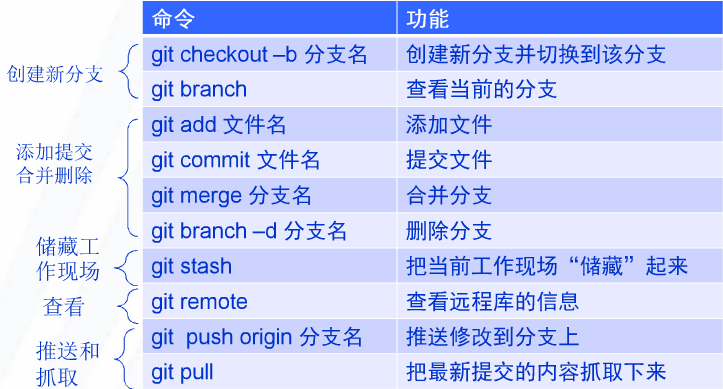 命令 功能
创建新分支
git checkout –b 分支名 创建新分支并切换到该分支
git branch 查看当前的分支
添加提交
合并删除
git add 文件名 添加文件
git commit 文件名 提交文件
git merge 分支名 合并分支
git branch –d 分支名 删除分支
储藏工
作现场
git stash 把当前工作现场“储藏”起来
查看
git remote 查看远程库的信息
推送和
抓取
git push origin 分支名 推送修改到分支上
git pull 把最新提交的内容抓取下来